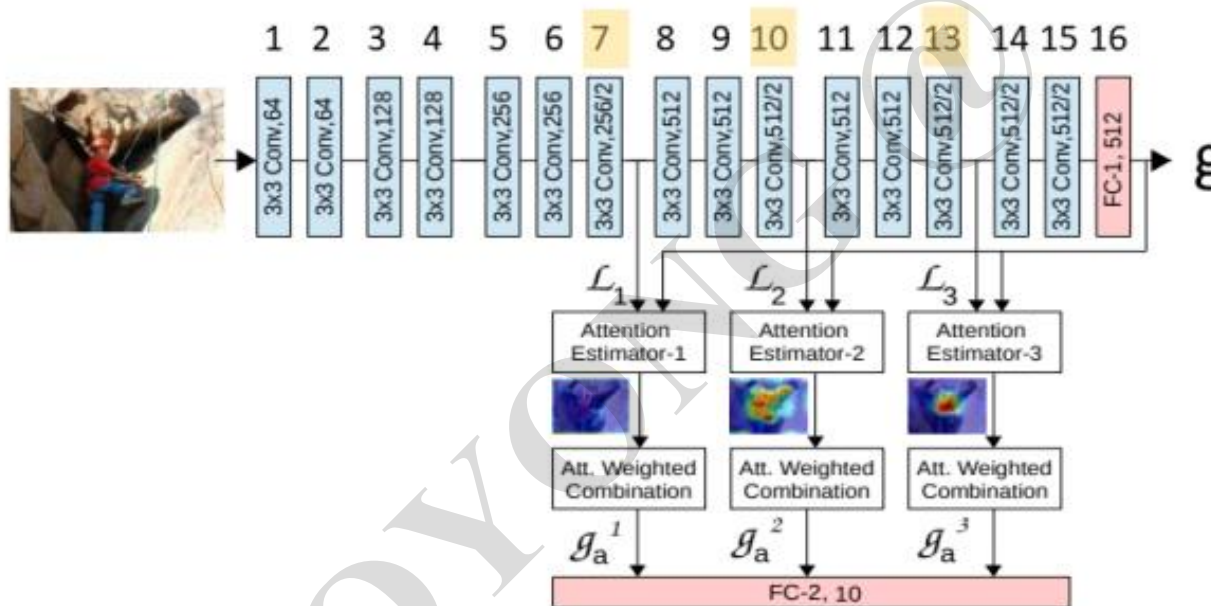 1 2 3 4 5 6 7 8 9 10 11 12 13 14 15 16
3x3 Conv,64
3x3 Conv,64
3x3 Conv,128
3x3 Conv,128
3x3 Conv,256
3x3 Conv,256
3x3 Conv,256/2
3x3 Conv,512
3x3 Conv,512
3x3 Conv,512/2
3x3 Conv,512
3x3 Conv,512
3x3 Conv,512/2
3x3 Conv,512/2
3x3 Conv,512/2
FC-1, 512
g
ℒ1 ℒ2 ℒ3
Attention
Estimator-1
Attention
Estimator-2
Attention
Estimator-3
Att. Weighted
Combination
Att. Weighted
Combination
Att. Weighted
Combination
ga1 ga2 ga3
FC-2, 10
OYONG @